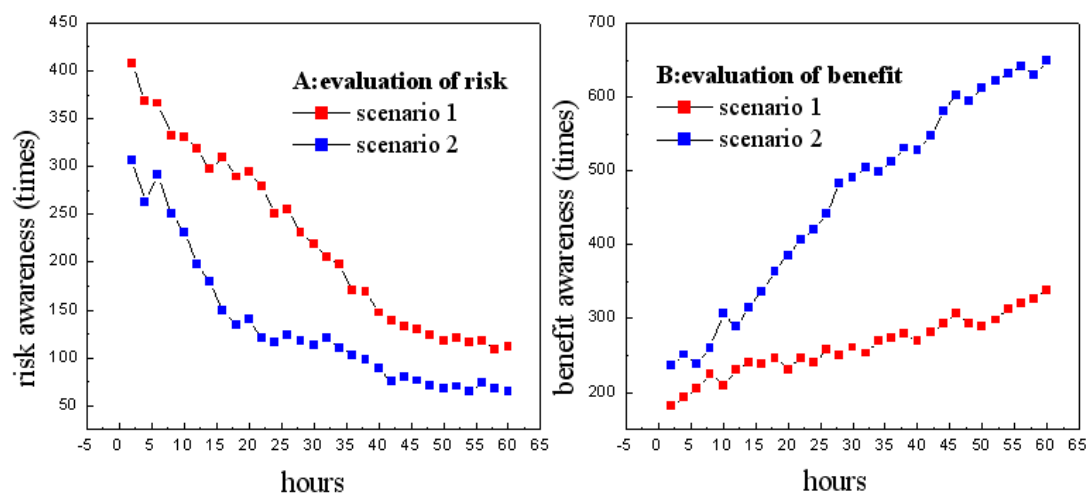 450
400
350
300
250
200
150
100
50
risk awareness (times)
A:evaluation of risk
scenario 1
scenario 2
-5 0 5 10 15 20 25 30 35 40 45 50 55 60 65
hours
700
600
500
400
300
200
benefit awareness (times)
B:evaluation of benefit
scenario 1
scenario 2
-5 0 5 10 15 20 25 30 35 40 45 50 55 60 65
hours